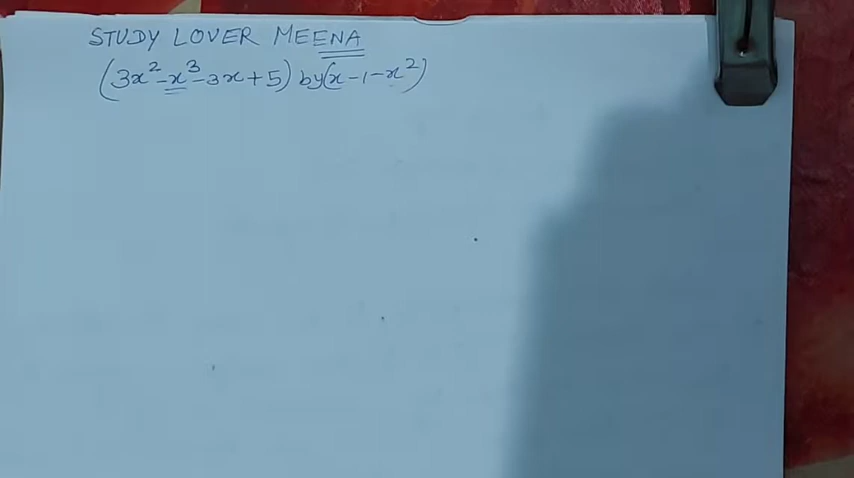 STUDY LOVER MEENA
(3x²-x³-3x+5) by (x-1-x²)